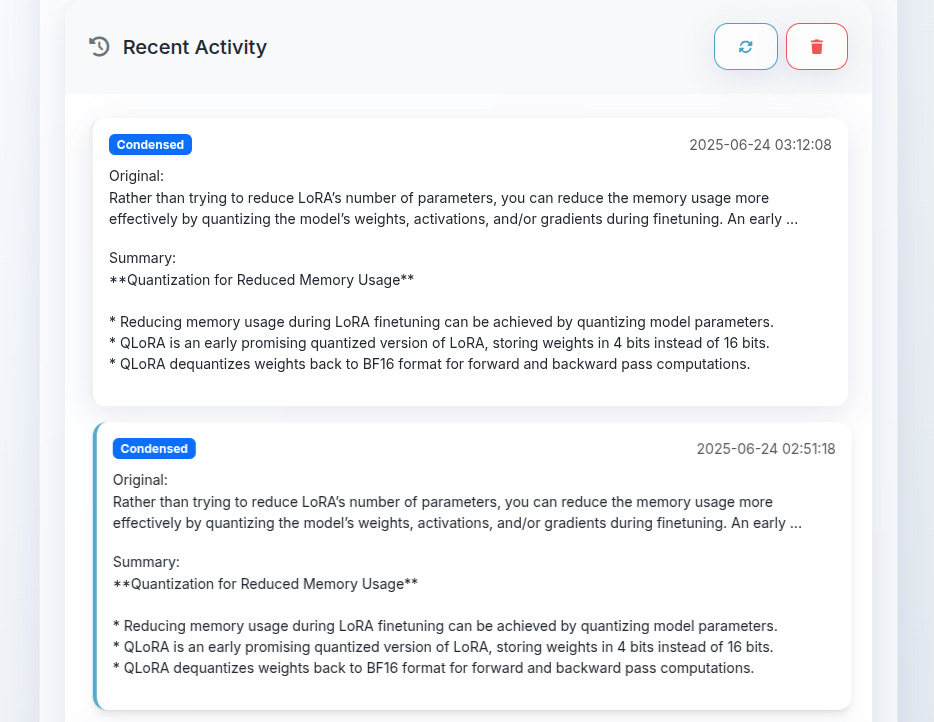 Recent Activity
Condensed
2025-06-24 03:12:08
Original:
Rather than trying to reduce LoRA’s number of parameters, you can reduce the memory usage more
effectively by quantizing the model’s weights, activations, and/or gradients during finetuning. An early ...
Summary:
**Quantization for Reduced Memory Usage**
* Reducing memory usage during LoRA finetuning can be achieved by quantizing model parameters.
* QLoRA is an early promising quantized version of LoRA, storing weights in 4 bits instead of 16 bits.
* QLoRA dequantizes weights back to BF16 format for forward and backward pass computations.
Condensed
2025-06-24 02:51:18
Original:
Rather than trying to reduce LoRA’s number of parameters, you can reduce the memory usage more
effectively by quantizing the model’s weights, activations, and/or gradients during finetuning. An early ...
Summary:
**Quantization for Reduced Memory Usage**
* Reducing memory usage during LoRA finetuning can be achieved by quantizing model parameters.
* QLoRA is an early promising quantized version of LoRA, storing weights in 4 bits instead of 16 bits.
* QLoRA dequantizes weights back to BF16 format for forward and backward pass computations.